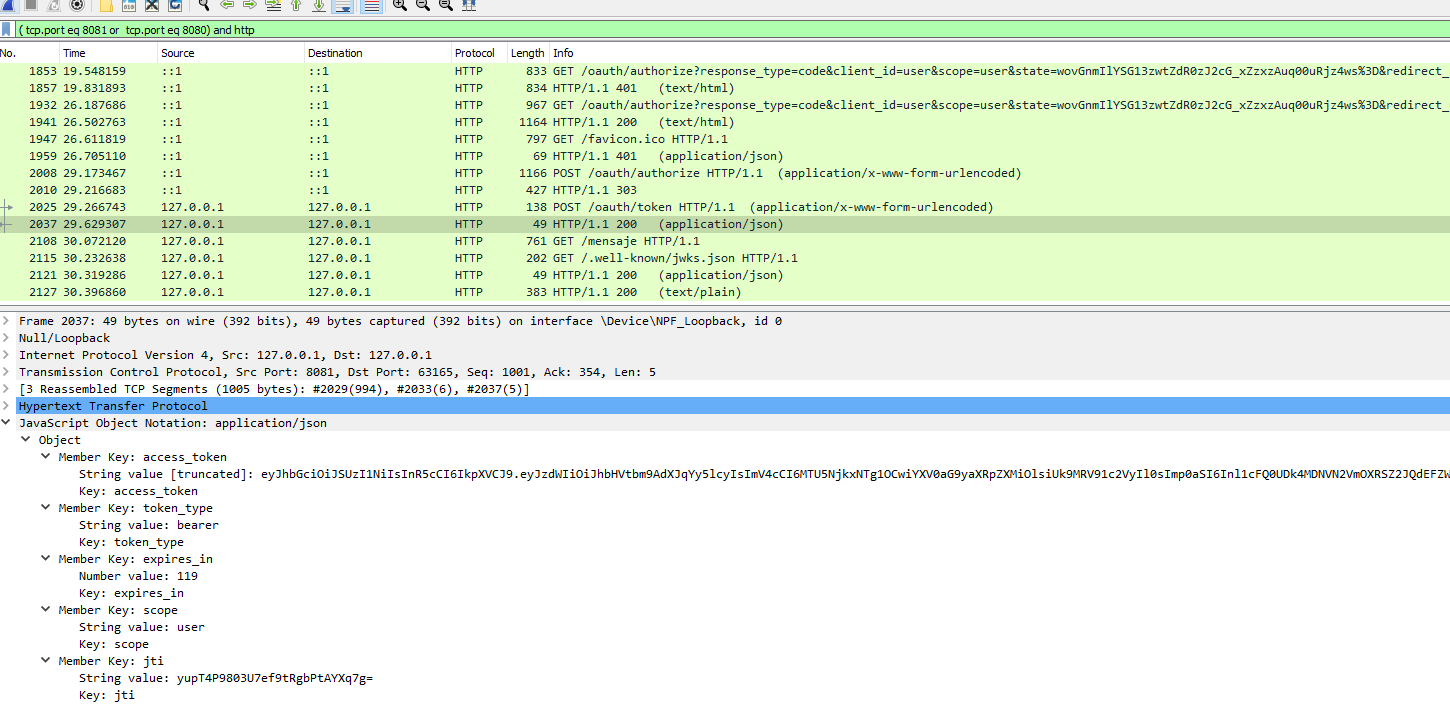 ( tcp.port eq 8081 or tcp.port eq 8080) and http
No. Time Source Destination Protocol Length Info
1853 19.548159 ::1 ::1 HTTP 833 GET /oauth/authorize?response_type=code&client_id=user&scope=user&state=wovGnmIlYSG13zwtZdR0zJ2cG_xZzxzAuq00uRjz4ws%3D&redirect_
1857 19.831893 ::1 ::1 HTTP 834 HTTP/1.1 401 (text/html)
1932 26.187686 ::1 ::1 HTTP 967 GET /oauth/authorize?response_type=code&client_id=user&scope=user&state=wovGnmIlYSG13zwtZdR0zJ2cG_xZzxzAuq00uRjz4ws%3D&redirect_
1941 26.502763 ::1 ::1 HTTP 1164 HTTP/1.1 200 (text/html)
1947 26.611819 ::1 ::1 HTTP 797 GET /favicon.ico HTTP/1.1
1959 26.705110 ::1 ::1 HTTP 69 HTTP/1.1 401 (application/json)
2008 29.173467 ::1 ::1 HTTP 1166 POST /oauth/authorize HTTP/1.1 (application/x-www-form-urlencoded)
2010 29.216683 ::1 ::1 HTTP 427 HTTP/1.1 303
2025 29.266743 127.0.0.1 127.0.0.1 HTTP 138 POST /oauth/token HTTP/1.1 (application/x-www-form-urlencoded)
2037 29.629307 127.0.0.1 127.0.0.1 HTTP 49 HTTP/1.1 200 (application/json)
2108 30.072120 127.0.0.1 127.0.0.1 HTTP 761 GET /mensaje HTTP/1.1
2115 30.232638 127.0.0.1 127.0.0.1 HTTP 202 GET /.well-known/jwks.json HTTP/1.1
2121 30.319286 127.0.0.1 127.0.0.1 HTTP 49 HTTP/1.1 200 (application/json)
2127 30.396860 127.0.0.1 127.0.0.1 HTTP 383 HTTP/1.1 200 (text/plain)
Frame 2037: 49 bytes on wire (392 bits), 49 bytes captured (392 bits) on interface \Device\NPF_Loopback, id 0
Null/Loopback
Internet Protocol Version 4, Src: 127.0.0.1, Dst: 127.0.0.1
Transmission Control Protocol, Src Port: 8081, Dst Port: 63165, Seq: 1001, Ack: 354, Len: 5
[3 Reassembled TCP Segments (1005 bytes): #2029(994), #2033(6), #2037(5)]
Hypertext Transfer Protocol
JavaScript Object Notation: application/json
Object
Member Key: access_token
String value [truncated]: eyJhbGciOiJSUzI1NiIsInR5cCI6IkpXVCJ9.eyJzdWIiOiJhbHVtbm9AdXJqYy5lcyIsImV4cCI6MTU5NjkxNTg1OCwiYXV0aG9yaXRpZXMiOlsiUk9MRV91c2VyIl0sImp0aSI6Inl1cFQ0UDk4MDNVN2VmOXRSZ2JQdEFZW
Key: access_token
Member Key: token_type
String value: bearer
Key: token_type
Member Key: expires_in
Number value: 119
Key: expires_in
Member Key: scope
String value: user
Key: scope
Member Key: jti
String value: yupT4P9803U7ef9tRgbPtAYXq7g=
Key: jti